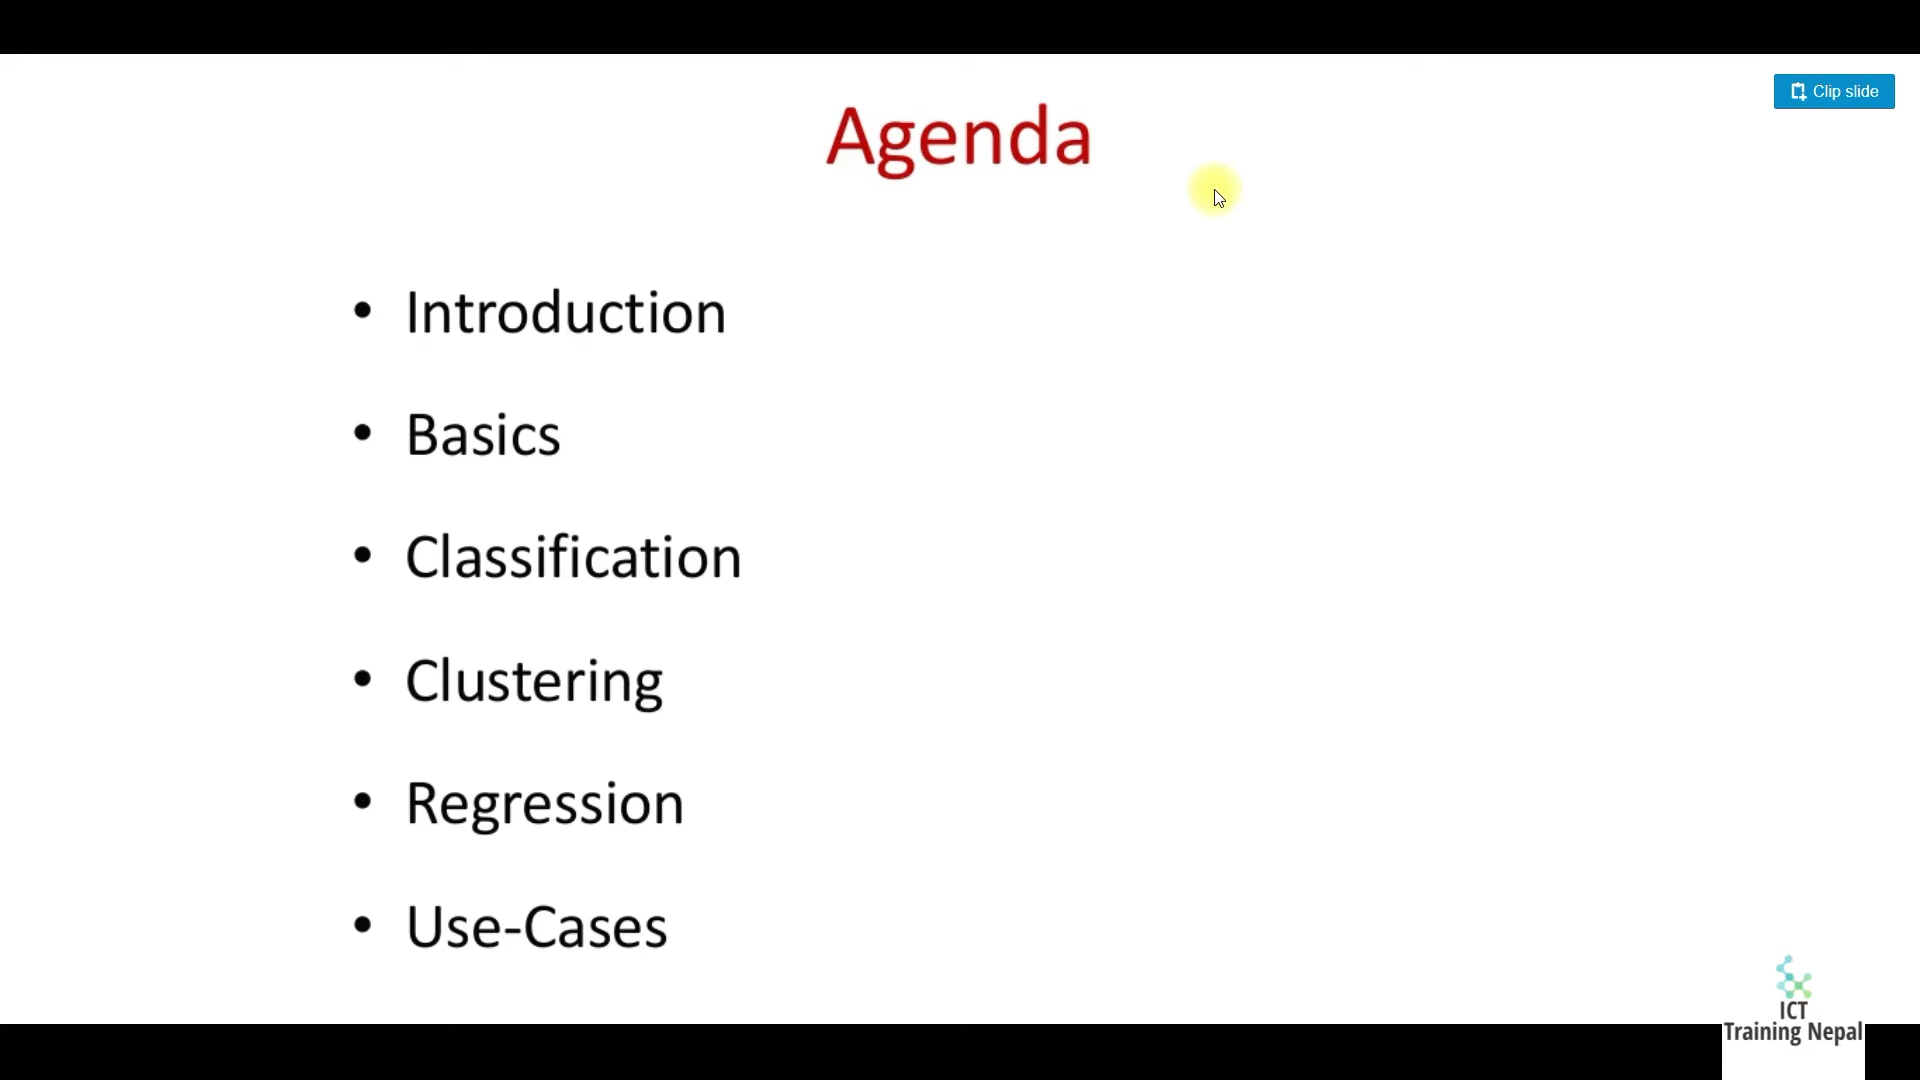 Agenda
Clip slide
• Introduction
• Basics
• Classification
• Clustering
• Regression
• Use-Cases
ICT
Training Nepal